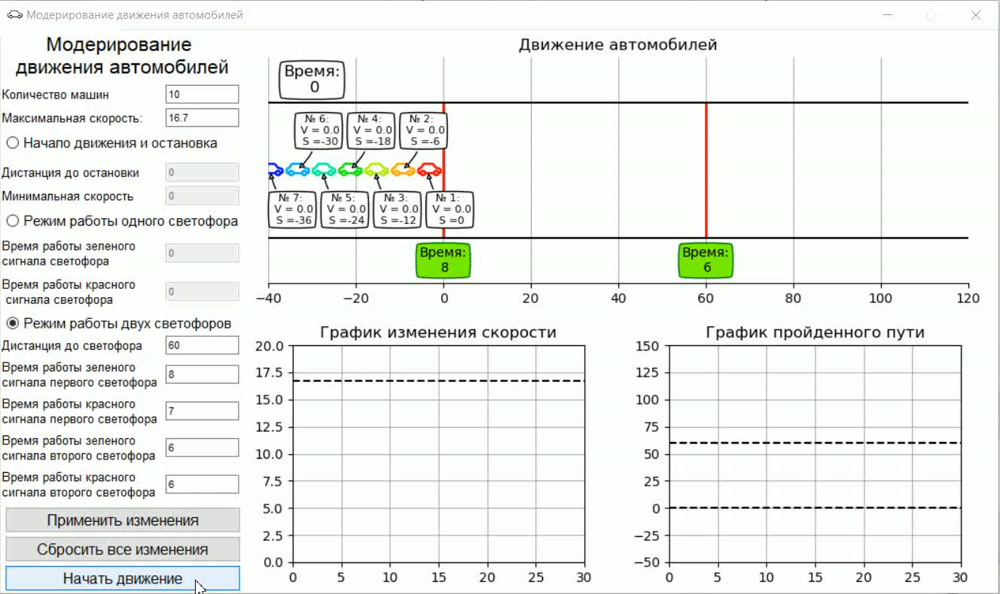 Модерирование движения автомобилей
Модерирование
движения автомобилей
Количество машин
10
Максимальная скорость:
16.7
Начало движения и остановка
Дистанция до остановки
0
Минимальная скорость
0
Режим работы одного светофора
Время работы зеленого
сигнала светофора
0
Время работы красного
сигнала светофора
0
Режим работы двух светофоров
Дистанция до светофора
60
Время работы зеленого
сигнала первого светофора
8
Время работы красного
сигнала первого светофора
7
Время работы зеленого
сигнала второго светофора
6
Время работы красного
сигнала второго светофора
6
Применить изменения
Сбросить все изменения
Начать движение
Движение автомобилей
Время:
0
№ 6:
V = 0.0
S =-30
№ 4:
V = 0.0
S =-18
№ 2:
V = 0.0
S =-6
№ 7:
V = 0.0
S =-36
№ 5:
V = 0.0
S =-24
№ 3:
V = 0.0
S =-12
№ 1:
V = 0.0
S =0
Время:
8
Время:
6
−40 −20 0 20 40 60 80 100 120
График изменения скорости
20.0
17.5
15.0
12.5
10.0
7.5
5.0
2.5
0.0
0 5 10 15 20 25 30
График пройденного пути
150
125
100
75
50
25
0
−25
−50
0 5 10 15 20 25 30